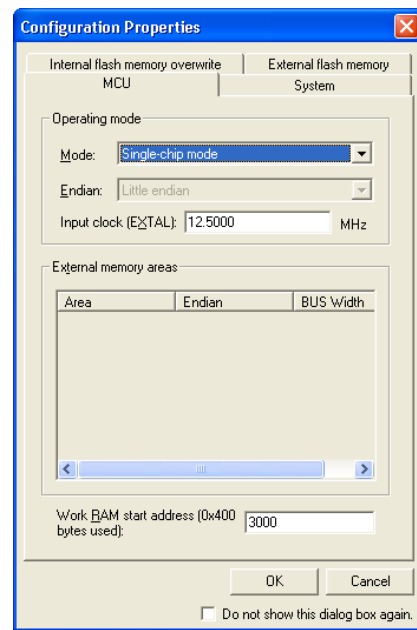 Configuration Properties
Internal flash memory overwrite External flash memory
MCU System
Operating mode
Mode: Single-chip mode
Endian: Little endian
Input clock (EXTAL): 12.5000 MHz
External memory areas
Area Endian BUS Width
Work RAM start address (0x400
bytes used): 3000
OK Cancel
Do not show this dialog box again.